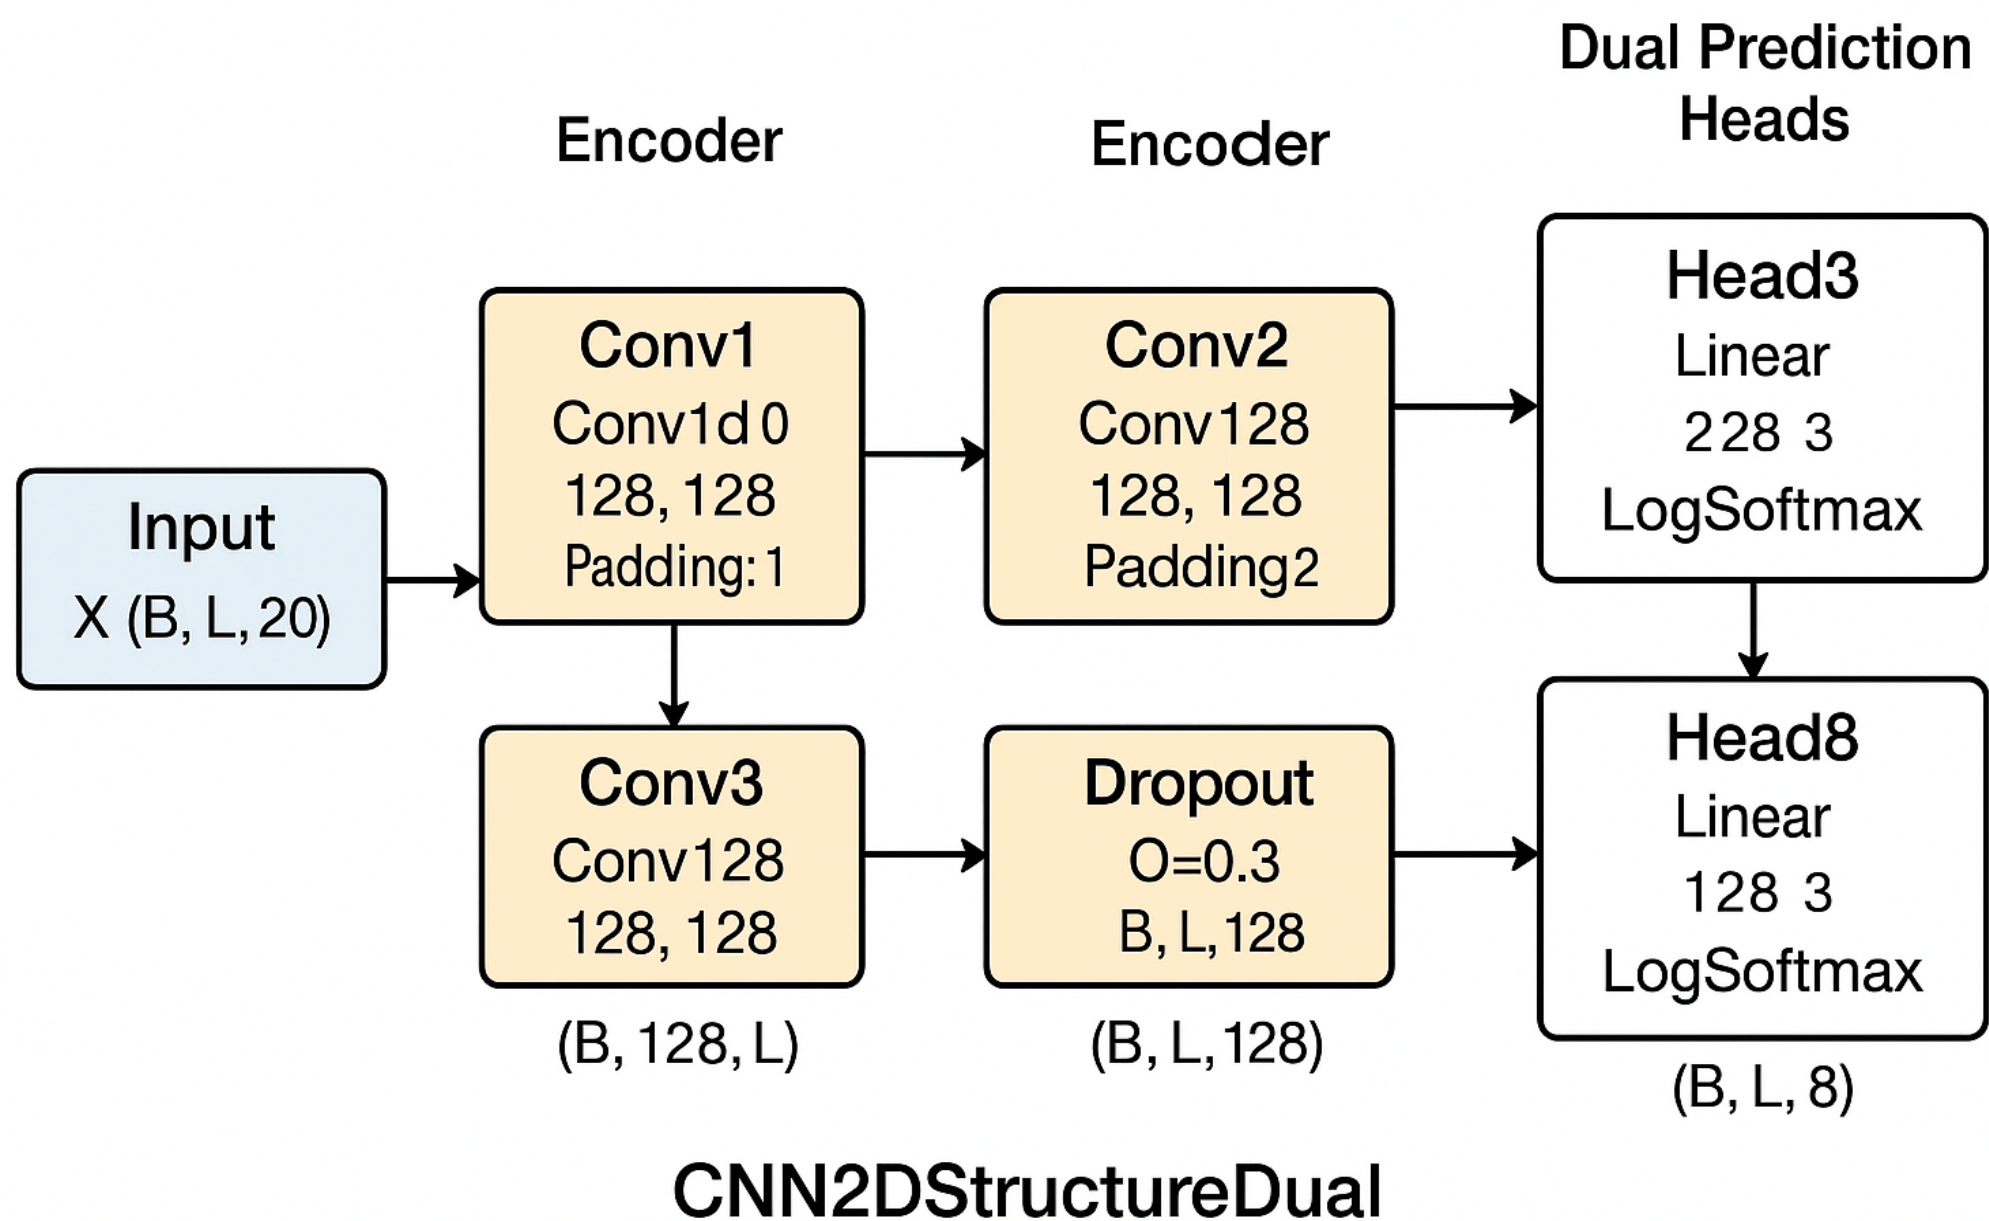 Dual Prediction
Heads
Encoder
Encoder
Input
X (B, L, 20)
Conv1
Conv1d 0
128, 128
Padding: 1
Conv2
Conv128
128, 128
Padding2
Head3
Linear
228 3
LogSoftmax
Conv3
Conv128
128, 128
(B, 128, L)
Dropout
O=0.3
B, L, 128
(B, L, 128)
Head8
Linear
128 3
LogSoftmax
(B, L, 8)
CNN2DStructureDual